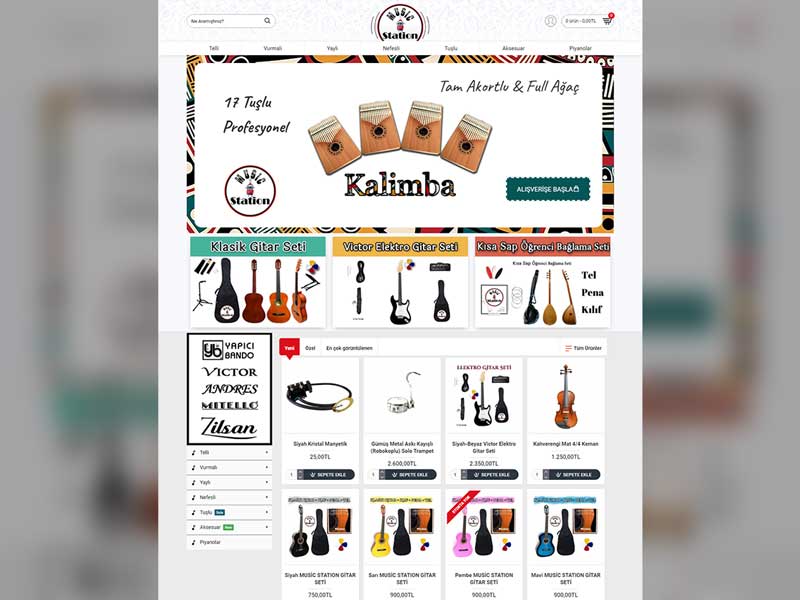 Ne Aramıştınız?
MUSIC
Station
0 ürün - 0,00TL
0
Telli
Vurmalı
Yaylı
Nefesli
Tuşlu
Aksesuar
Piyanolar
17 Tuşlu
Profesyonel
Tam Akortlu & Full Ağaç
MUSIC
Station
Kalimba
ALIŞVERİŞE BAŞLA
Klasik Gitar Seti
Victor Elektro Gitar Seti
Kısa Sap Öğrenci Bağlama Seti
Kısa Sap Öğrenci Bağlama Seti
Tel
Pena
Kılıf
yb YAPICI
BANDO
VICTOR
ANDRES
MITELLO
Zilsan
Telli
Vurmalı
Yaylı
Nefesli
Tuşlu
Aksesuar
Piyanolar
Yeni
Özel
En çok görüntülenen
Tüm Ürünler
Siyah Kristal Manyetik
25,00TL
1 SEPETE EKLE
Gümüş Metal Askı Kayışlı
(Rebokoplu) Solo Trampet
2.600,00TL
1 SEPETE EKLE
ELEKTRO GİTAR SETİ
Siyah-Beyaz Victor Elektro
Gitar Seti
2.350,00TL
1 SEPETE EKLE
Kahverengi Mat 4/4 Keman
1.250,00TL
1 SEPETE EKLE
Siyah MUSİC STATION GİTAR
SETİ
750,00TL
Sarı MUSİC STATION GİTAR
SETİ
900,00TL
STOKTA YOK
Pembe MUSİC STATION GİTAR
SETİ
900,00TL
Mavi MUSİC STATION GİTAR
SETİ
900,00TL